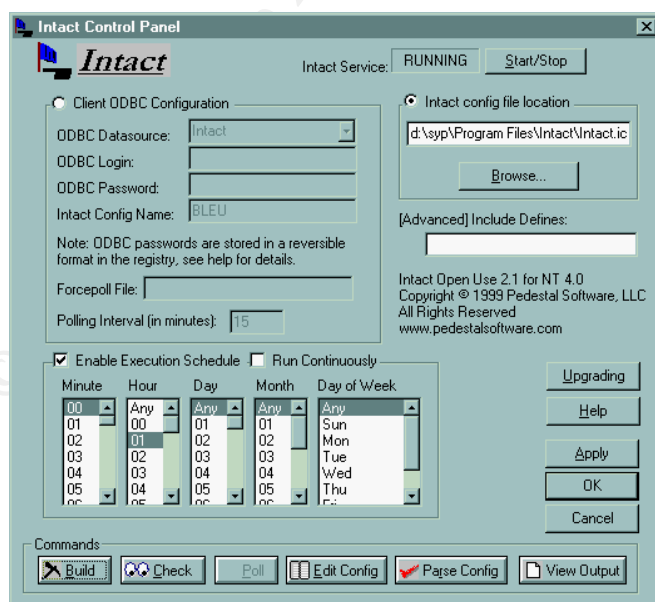 Intact Control Panel
Intact
Intact Service: RUNNING Start/Stop
Client ODBC Configuration
ODBC Datasource: Intact
ODBC Login:
ODBC Password:
Intact Config Name: BLEU
Note: ODBC passwords are stored in a reversible
format in the registry, see help for details.
Forcepoll File:
Polling Interval (in minutes): 15
Intact config file location
d:\syp\Program Files\Intact\Intact.ic
Browse...
[Advanced] Include Defines:
Intact Open Use 2.1 for NT 4.0
Copyright © 1999 Pedestal Software, LLC
All Rights Reserved
www.pedestalsoftware.com
Enable Execution Schedule Run Continuously
Minute Hour Day Month Day of Week
00 Any Any Any Any
01 00 01 01 Sun
02 01 02 02 Mon
03 02 03 03 Tue
04 03 04 04 Wed
05 04 05 05 Thu
Upgrading
Help
Apply
OK
Cancel
Commands
Build Check Poll Edit Config Parse Config View Output